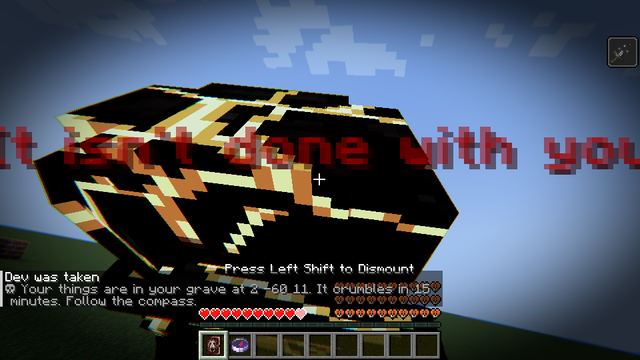 It isn't done with you
Press Left Shift to Dismount
Dev was taken
☠ Your things are in your grave at 2 -60 11. It crumbles in 15
minutes. Follow the compass.